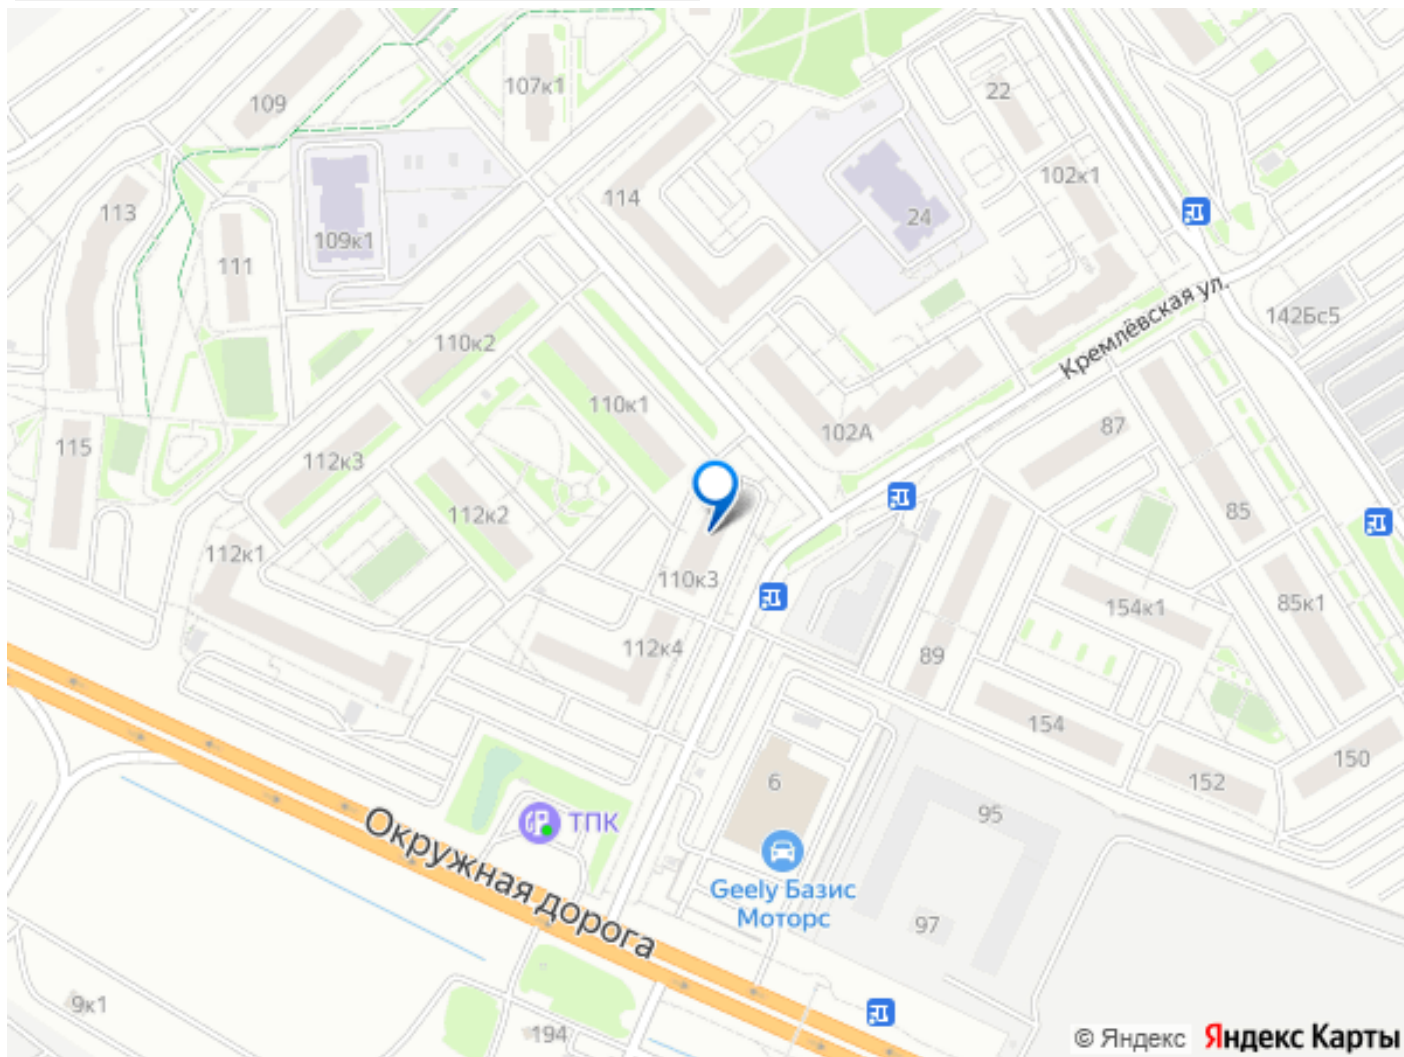 107к1
109
22
102к1
114
113
24
109к1
111
Кремлёвская ул.
142Бс5
110к2
110к1
87
102А
115
112к3
85
112к2
112к1
110к3
85к1
154к1
112к4
89
154
150
152
6
95
ТПК
Окружная дорога
Geely Базис
Моторс
97
9к1
194
© Яндекс Яндекс Карты